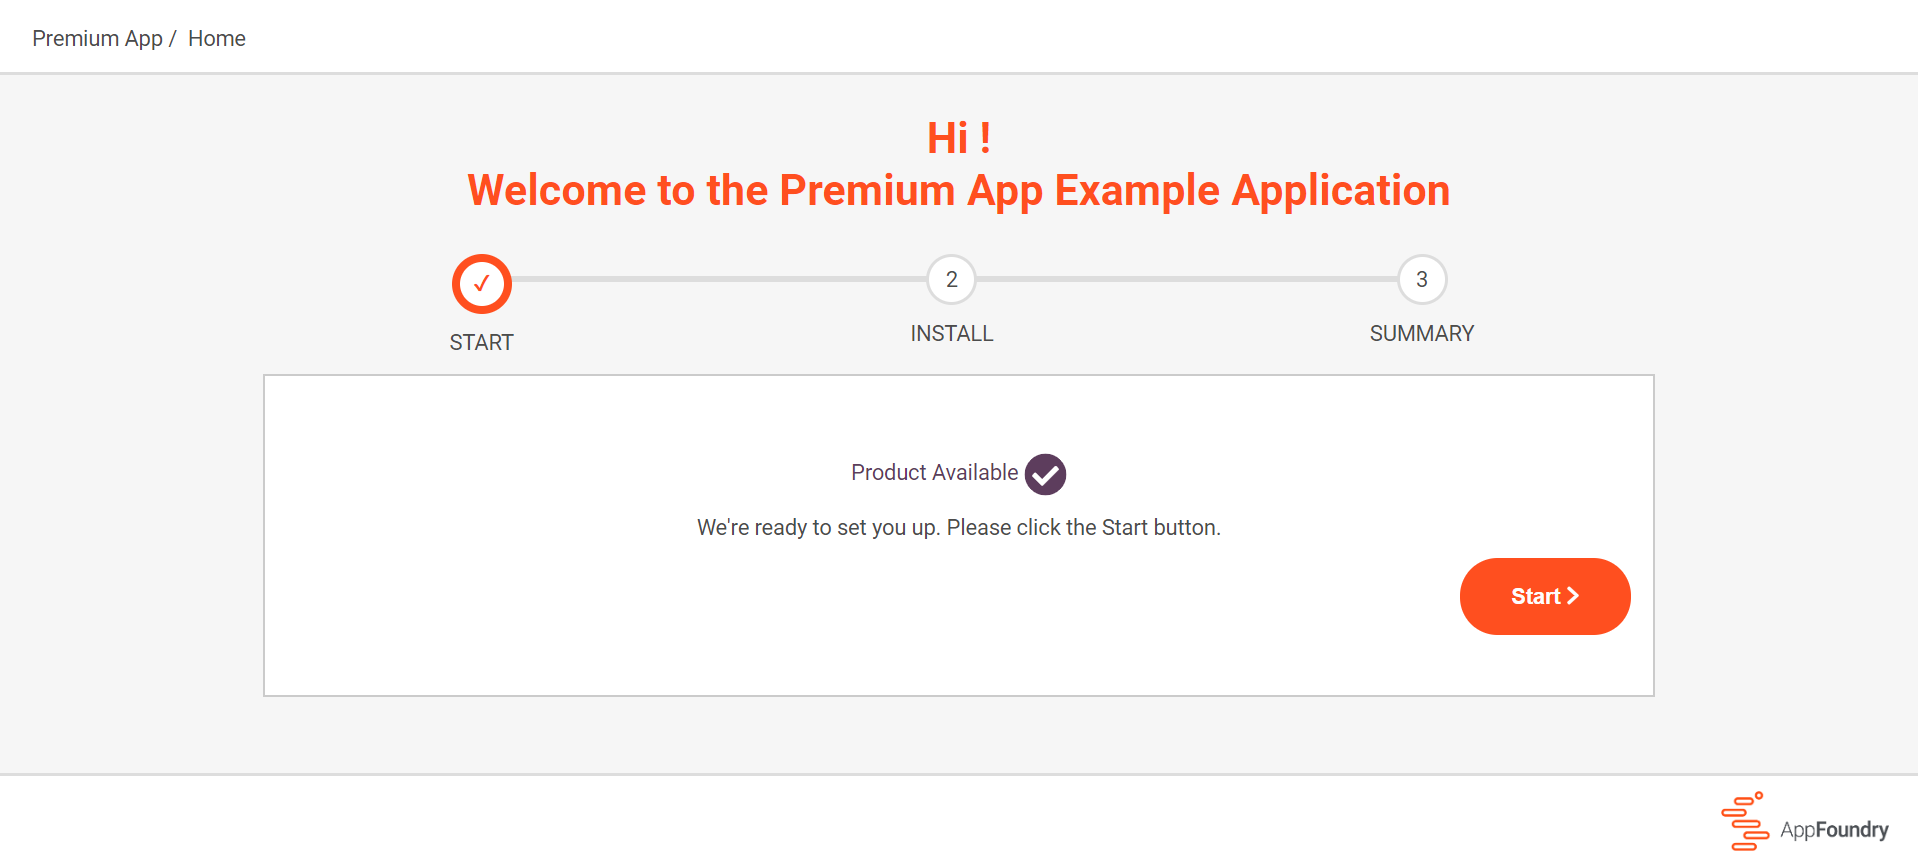 Premium App / Home
Hi !
Welcome to the Premium App Example Application
✓ 2 3
START INSTALL SUMMARY
Product Available
We're ready to set you up. Please click the Start button.
Start
AppFoundry